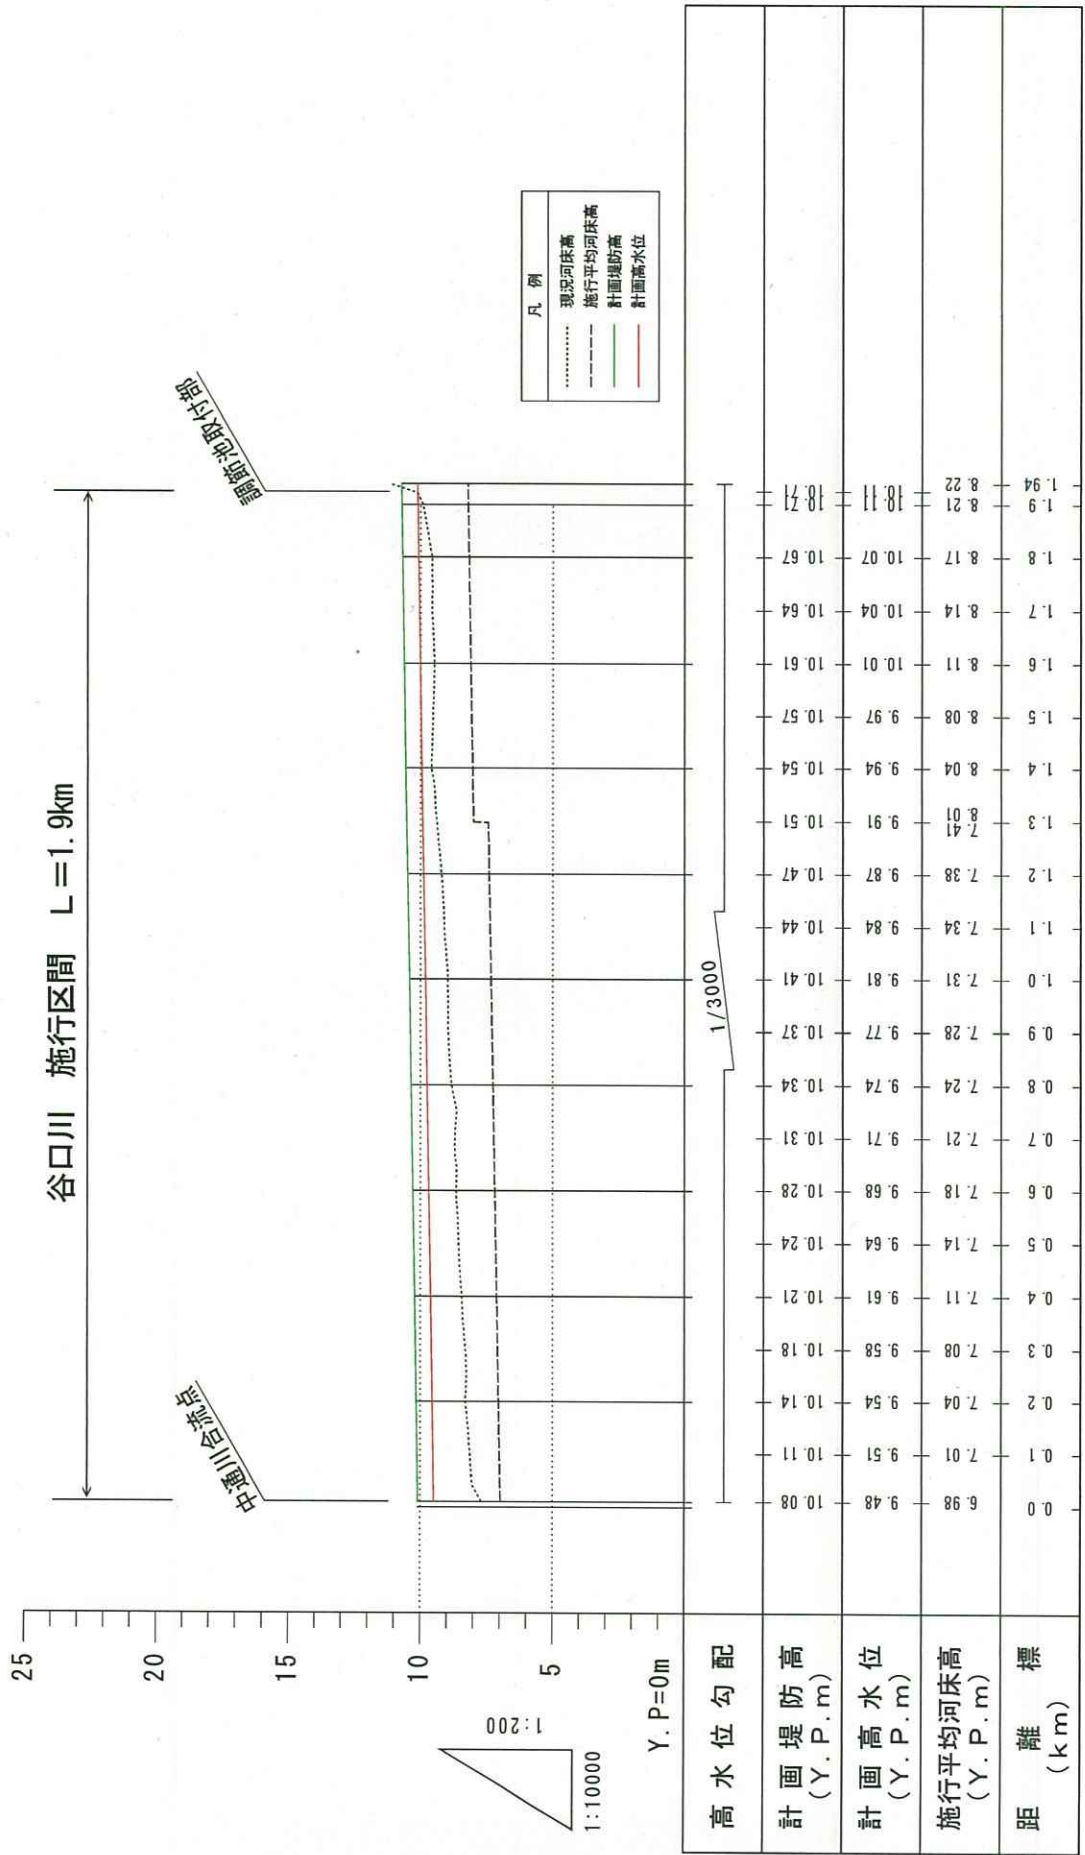 谷口川 施行区間 L=1.9km
中通川合流点
調節池取付部
25
20
15
10
5
Y.P=0m
1:200
1:10000
凡例
現況河床高
施行平均河床高
計画堤防高
計画高水位
高水位勾配
1/3000
計画堤防高
(Y.P.m)
10.08 10.11 10.14 10.18 10.21 10.24 10.28 10.31 10.34 10.37 10.41 10.44 10.47 10.51 10.54 10.57 10.61 10.64 10.67 10.71 10.71
計画高水位
(Y.P.m)
9.48 9.51 9.54 9.58 9.61 9.64 9.68 9.71 9.74 9.77 9.81 9.84 9.87 9.91 9.94 9.97 10.01 10.04 10.07 10.11 10.11
施行平均河床高
(Y.P.m)
6.98 7.01 7.04 7.08 7.11 7.14 7.18 7.21 7.24 7.28 7.31 7.34 7.38 7.41 8.01 8.04 8.08 8.11 8.14 8.17 8.21 8.22
距離標
(km)
0.0 0.1 0.2 0.3 0.4 0.5 0.6 0.7 0.8 0.9 1.0 1.1 1.2 1.3 1.4 1.5 1.6 1.7 1.8 1.9 1.94